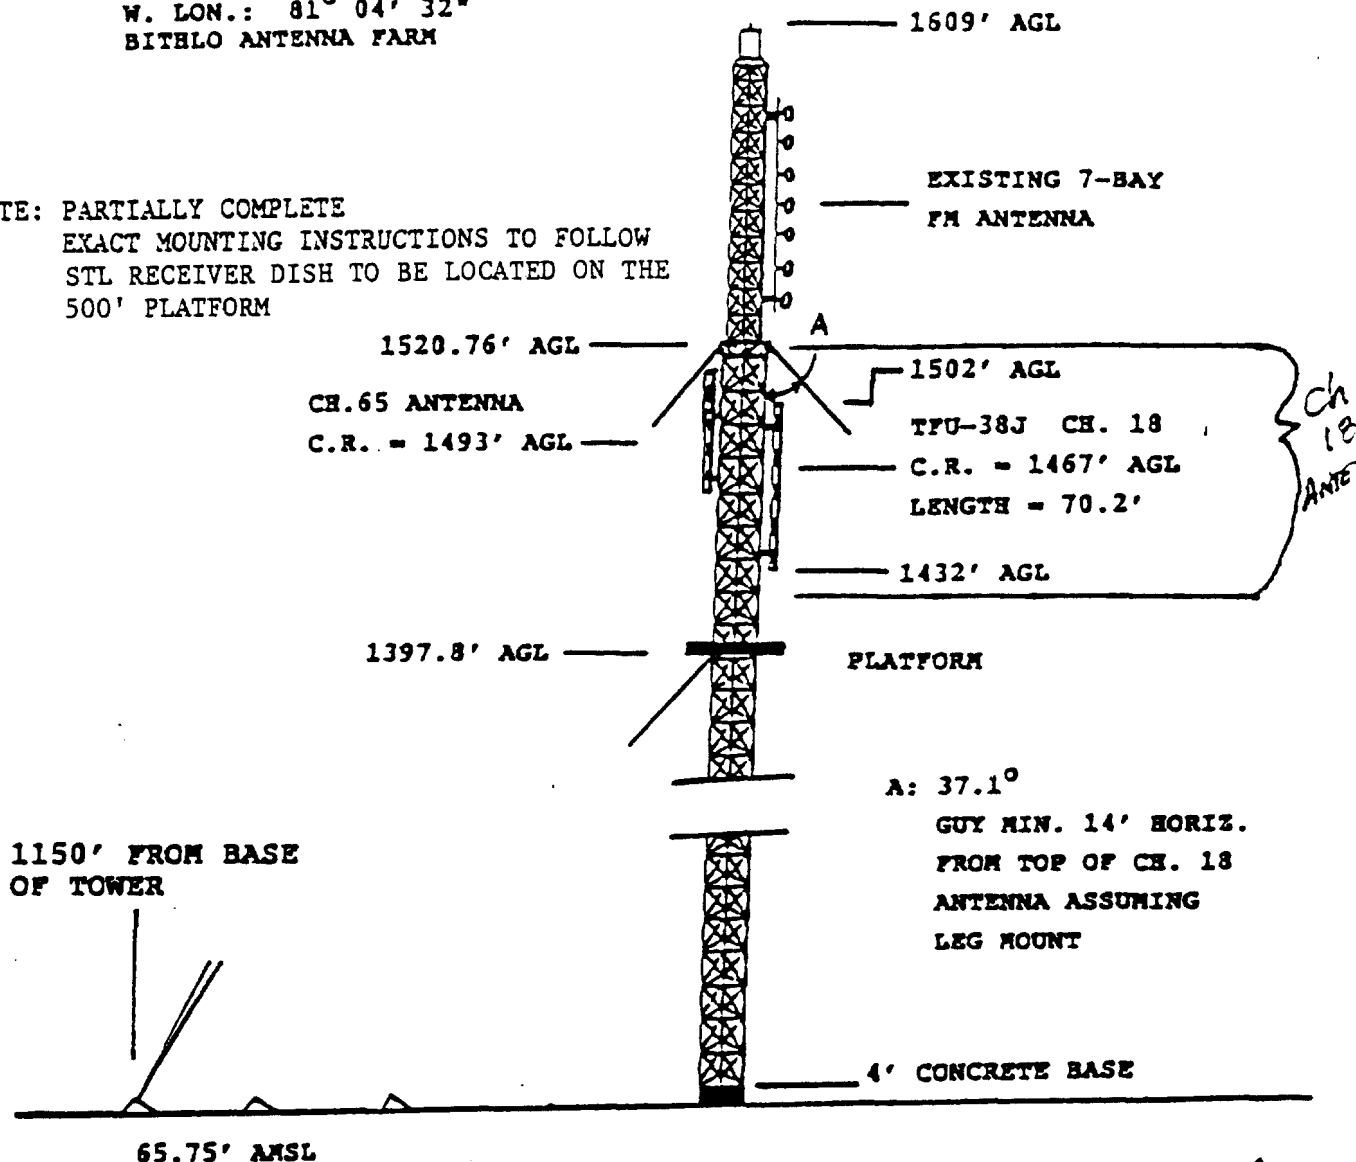 W. LON.: 81° 04' 32"
BITHLO ANTENNA FARM
1609' AGL
EXISTING 7-BAY
FM ANTENNA
TE: PARTIALLY COMPLETE
EXACT MOUNTING INSTRUCTIONS TO FOLLOW
STL RECEIVER DISH TO BE LOCATED ON THE
500' PLATFORM
A
1520.76' AGL
1502' AGL
CH.65 ANTENNA
C.R. = 1493' AGL
TFU-38J CH. 18
C.R. = 1467' AGL
LENGTH = 70.2'
Ch
18
ANTE
1432' AGL
1397.8' AGL
PLATFORM
A: 37.1°
GUY MIN. 14' HORIZ.
FROM TOP OF CH. 18
ANTENNA ASSUMING
LEG MOUNT
1150' FROM BASE
OF TOWER
4' CONCRETE BASE
65.75' AMSL